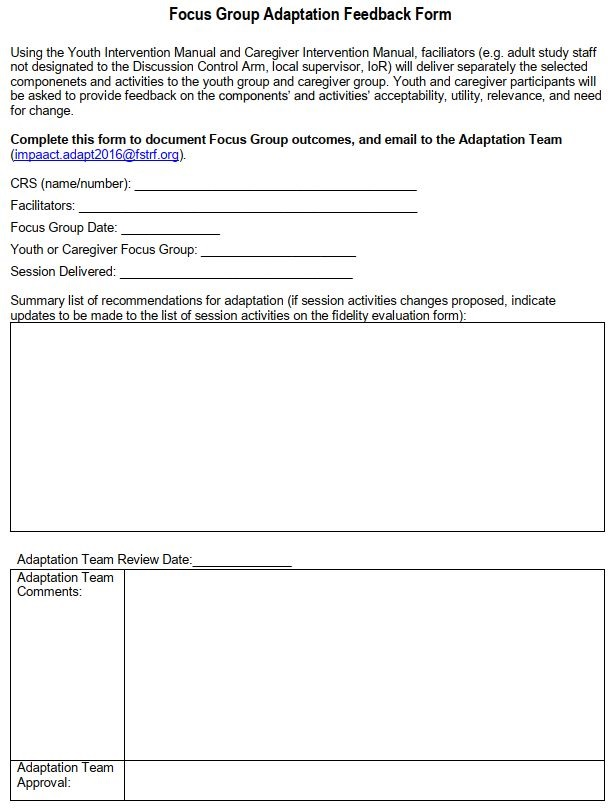 Focus Group Adaptation Feedback Form
Using the Youth Intervention Manual and Caregiver Intervention Manual, faciliators (e.g. adult study staff
not designated to the Discussion Control Arm, local supervisor, IoR) will deliver separately the selected
componenets and activities to the youth group and caregiver group. Youth and caregiver participants will
be asked to provide feedback on the components' and activities' acceptability, utility, relevance, and need
for change.
Complete this form to document Focus Group outcomes, and email to the Adaptation Team
(impaact.adapt2016@fstrf.org).
CRS (name/number): ________________________________________
Facilitators: ________________________________________________
Focus Group Date: ______________
Youth or Caregiver Focus Group: ______________________
Session Delivered: _________________________________
Summary list of recommendations for adaptation (if session activities changes proposed, indicate
updates to be made to the list of session activities on the fidelity evaluation form):
Adaptation Team Review Date:______________
Adaptation Team
Comments:
Adaptation Team
Approval: